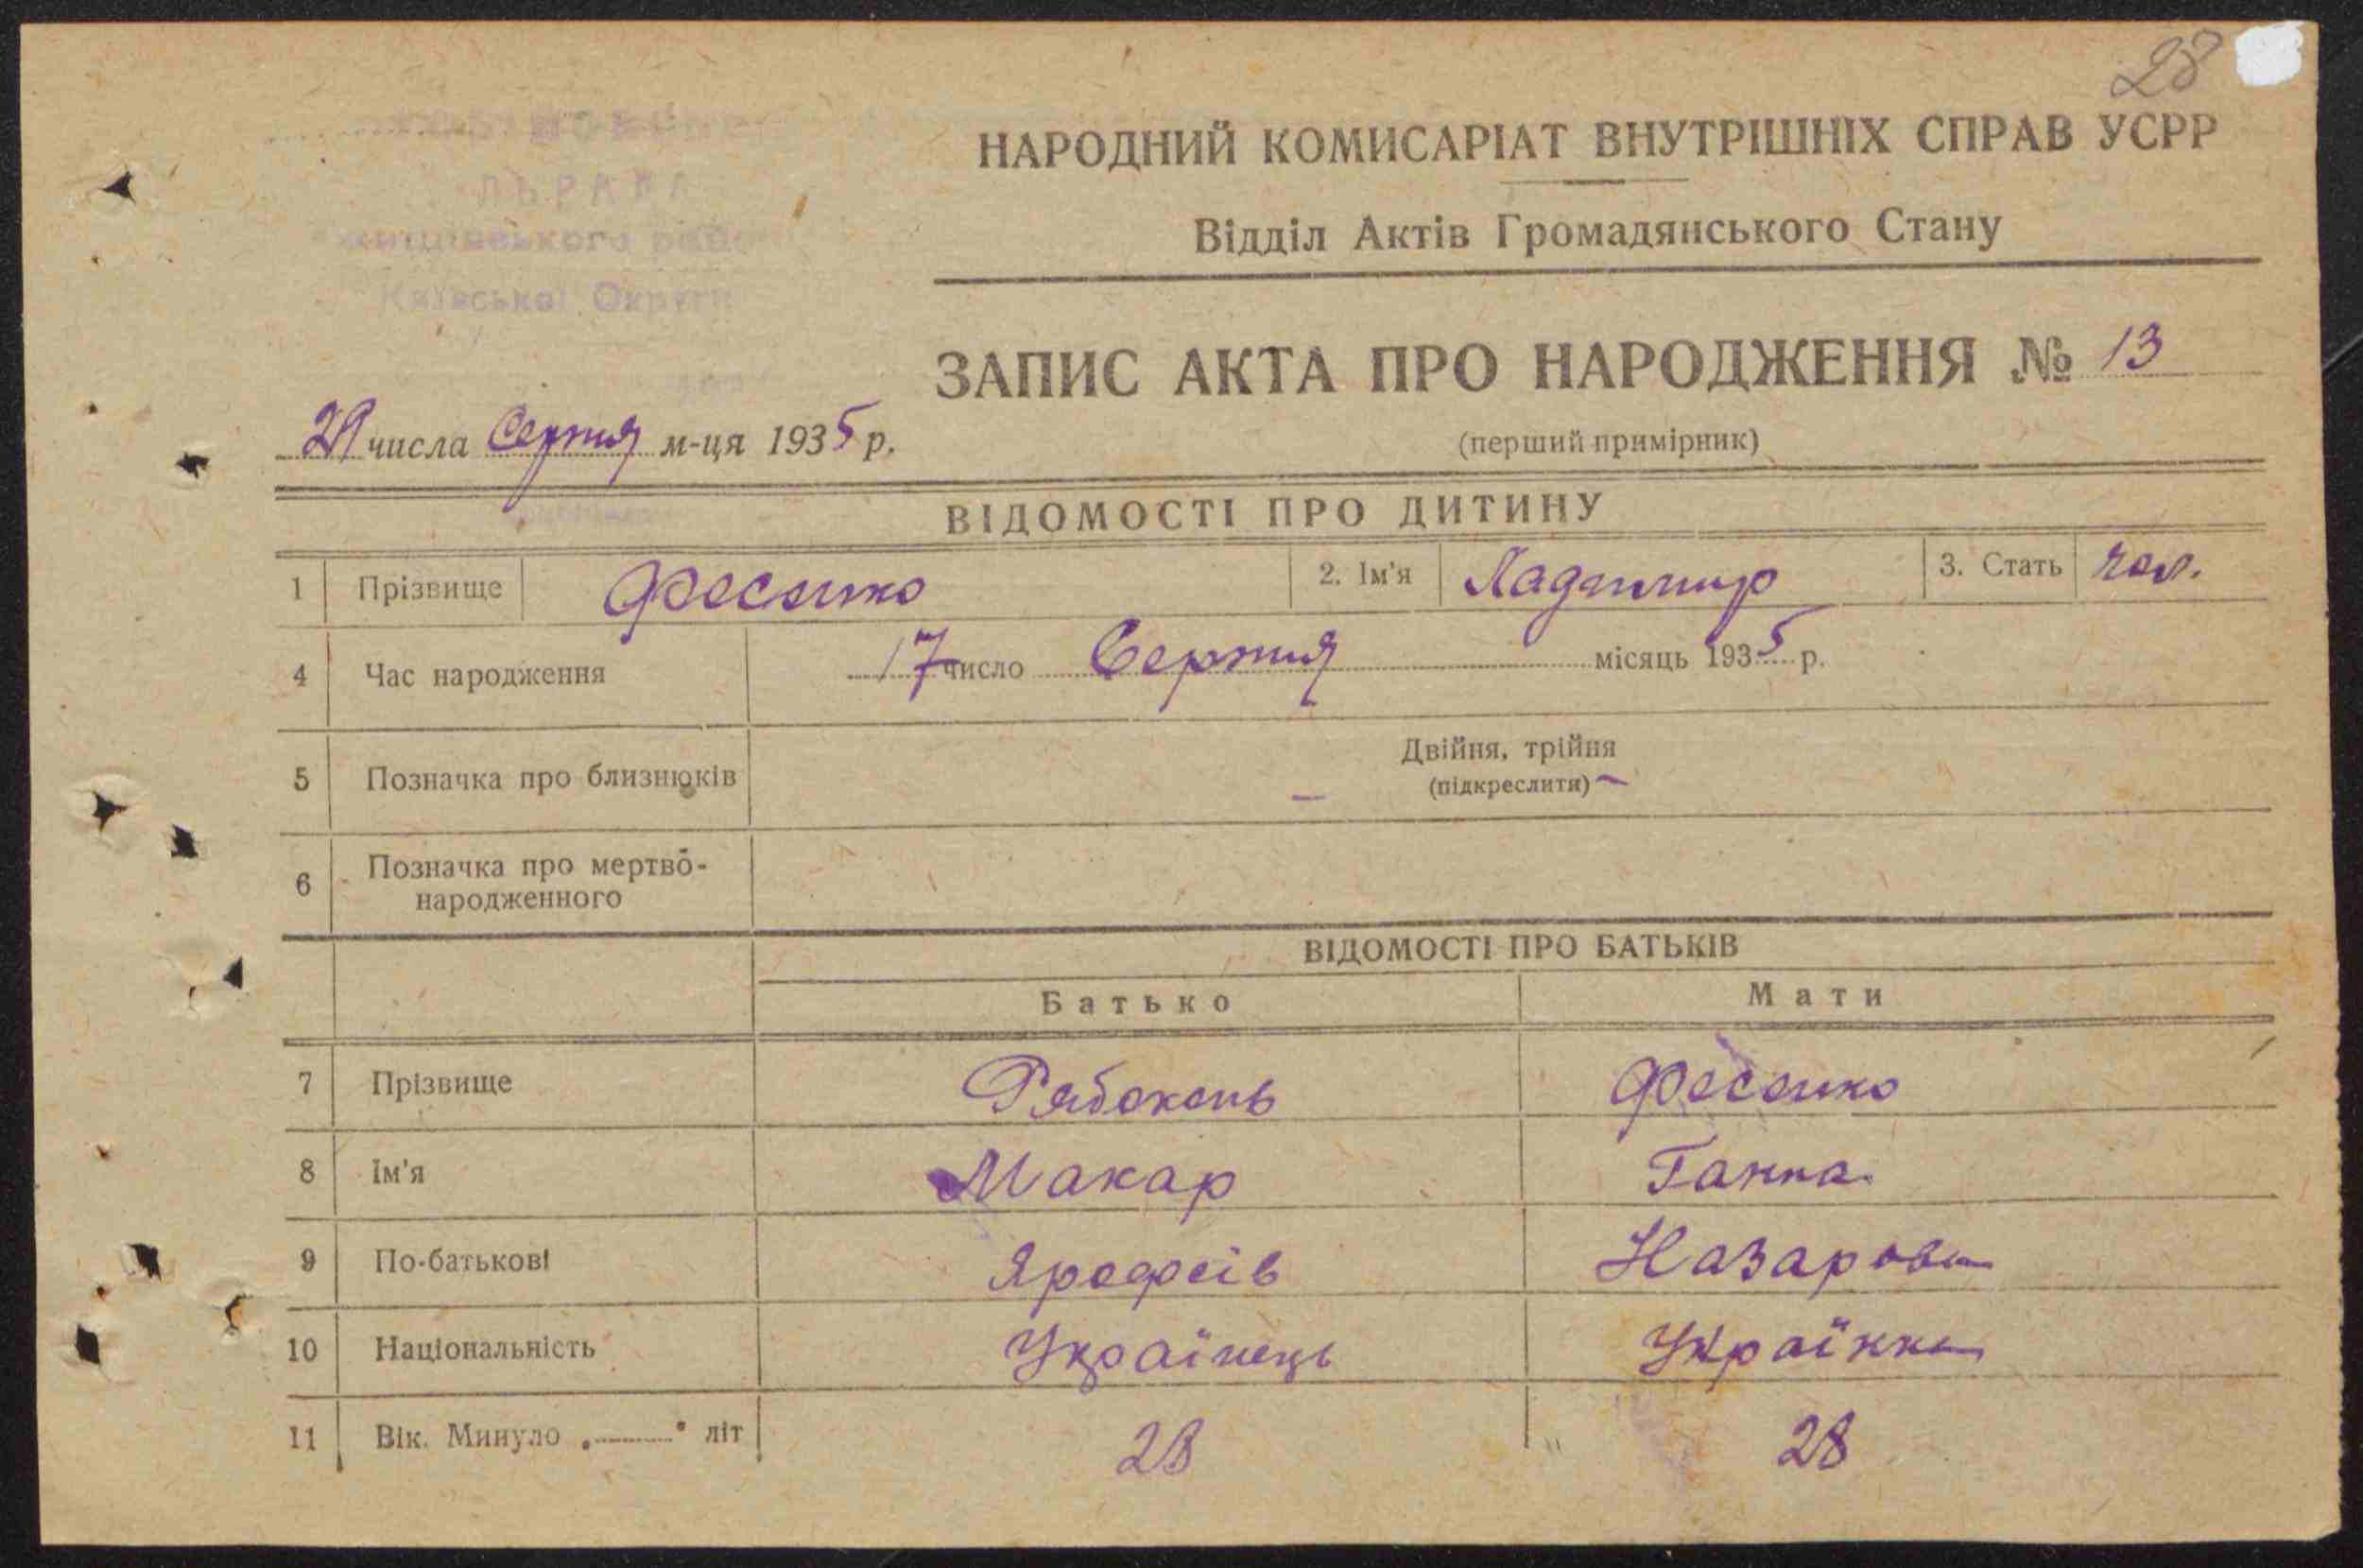 28
НАРОДНИЙ КОМИСАРІАТ ВНУТРІШНІХ СПРАВ УСРР
Відділ Актів Громадянського Стану
Київської Округи
ЗАПИС АКТА ПРО НАРОДЖЕННЯ № 13
(перший примірник)
29 числа Серпня м-ця 1935 р.
ВІДОМОСТІ ПРО ДИТИНУ
1 Прізвище Фесенко 2. Ім'я Ладимир 3. Стать чол.
4 Час народження 17 число Серпня місяць 1935 р.
5 Позначка про близнюків Двійня, трійня
(підкреслити)
6 Позначка про мертво-
народженного
ВІДОМОСТІ ПРО БАТЬКІВ
Батько Мати
7 Прізвище Рябоконь Фесенко
8 Ім'я Макар Ганна
9 По-батькові Ярофеів Назарова
10 Національність Українець Українка
11 Вік. Минуло „ — “ літ 28 28